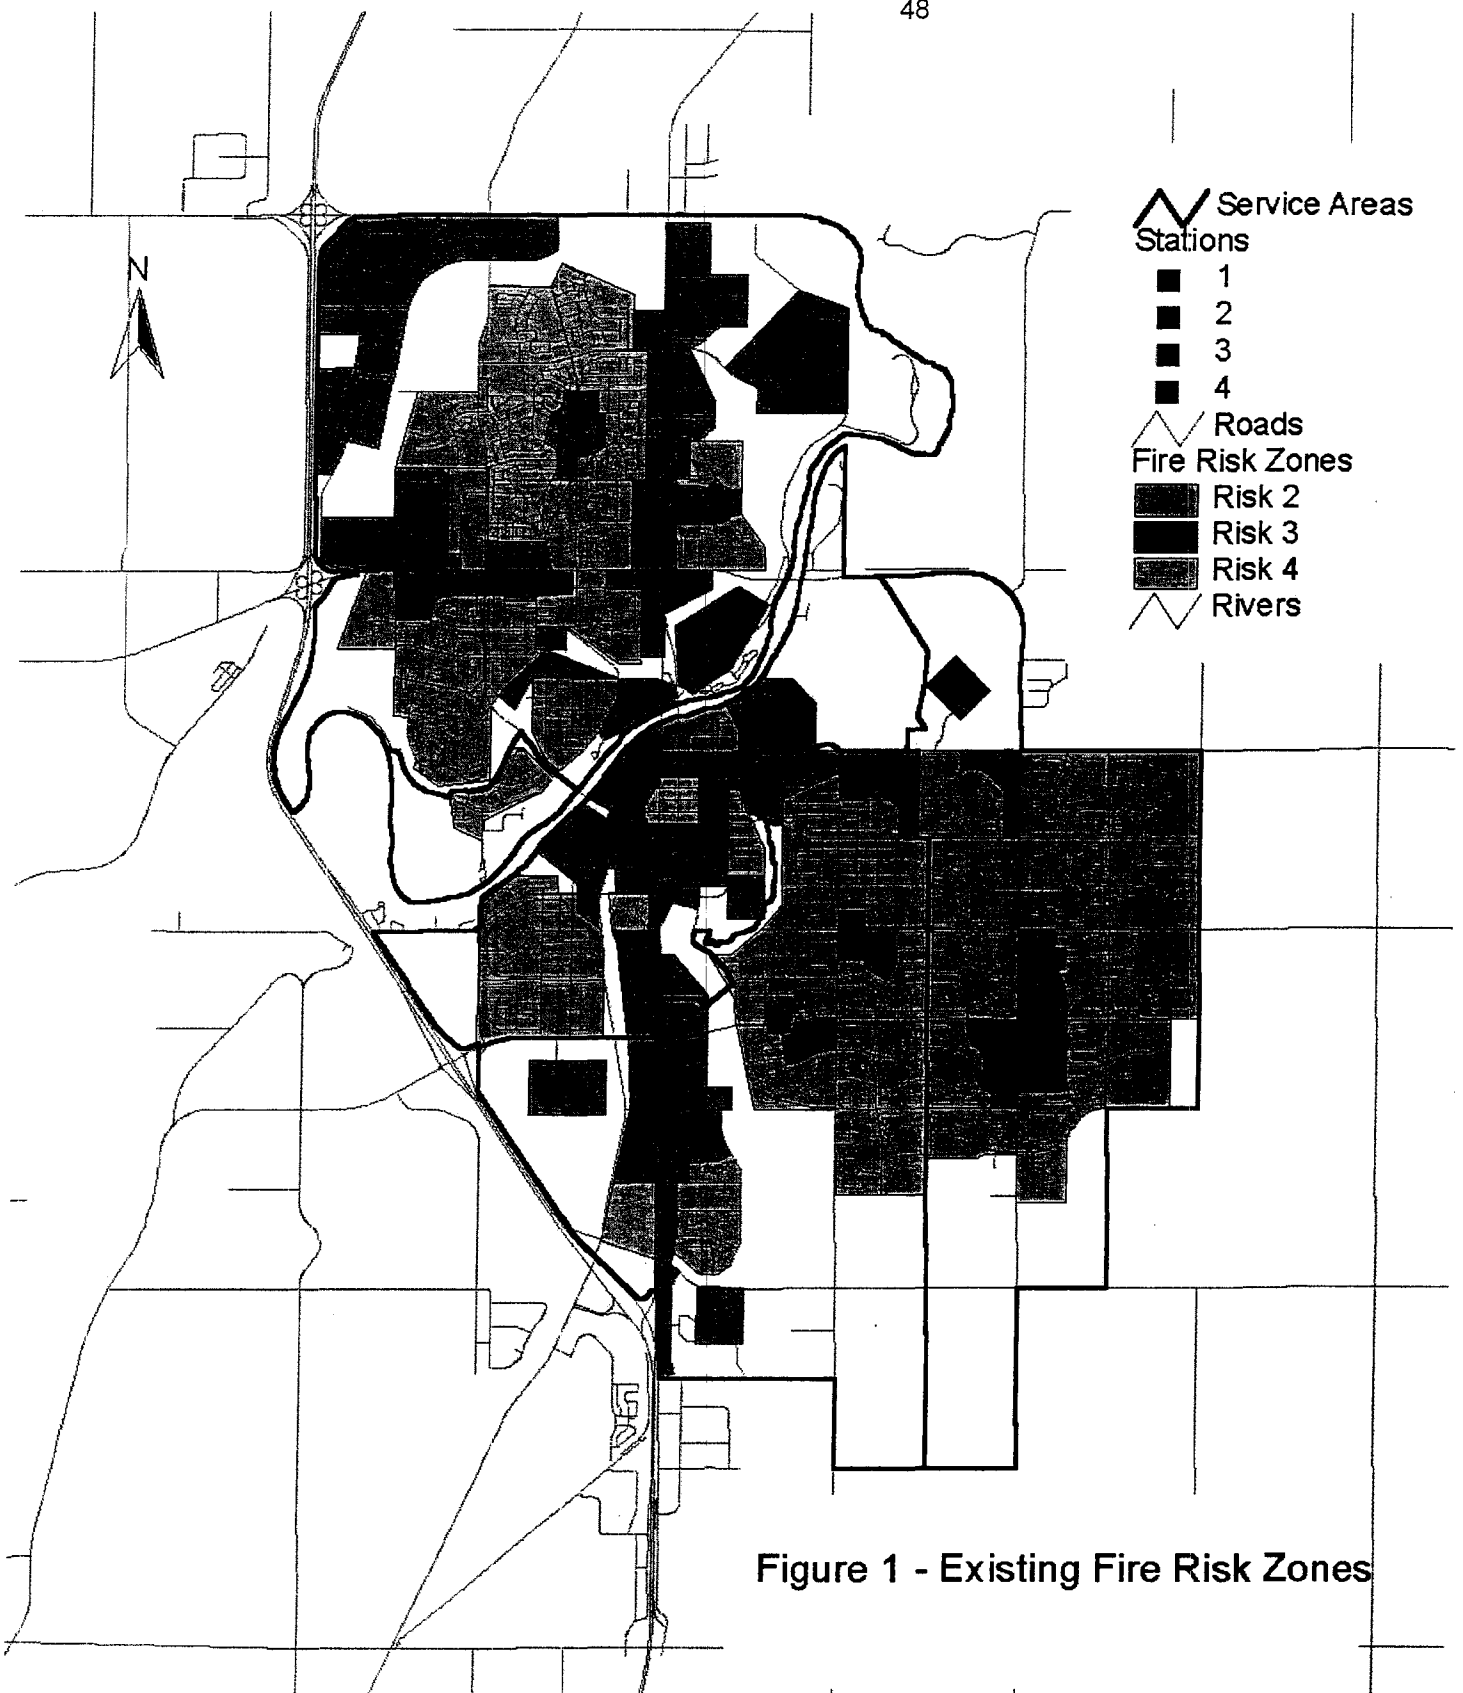 48
N
Service Areas
Stations
1
2
3
4
Roads
Fire Risk Zones
Risk 2
Risk 3
Risk 4
Rivers
Figure 1 - Existing Fire Risk Zones